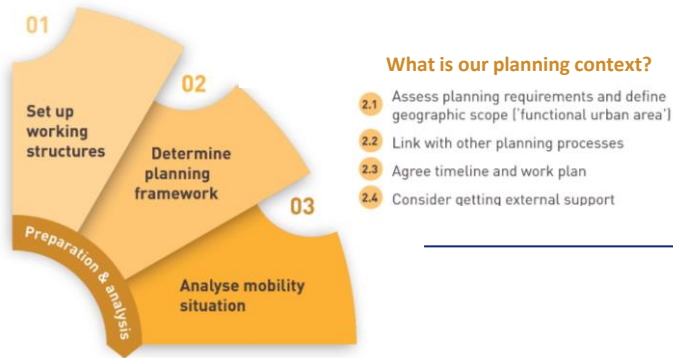 01
Set up
working
structures
02
Determine
planning
framework
03
Analyse mobility
situation
Preparation & analysis
What is our planning context?
2.1 Assess planning requirements and define
geographic scope ('functional urban area')
2.2 Link with other planning processes
2.3 Agree timeline and work plan
2.4 Consider getting external support